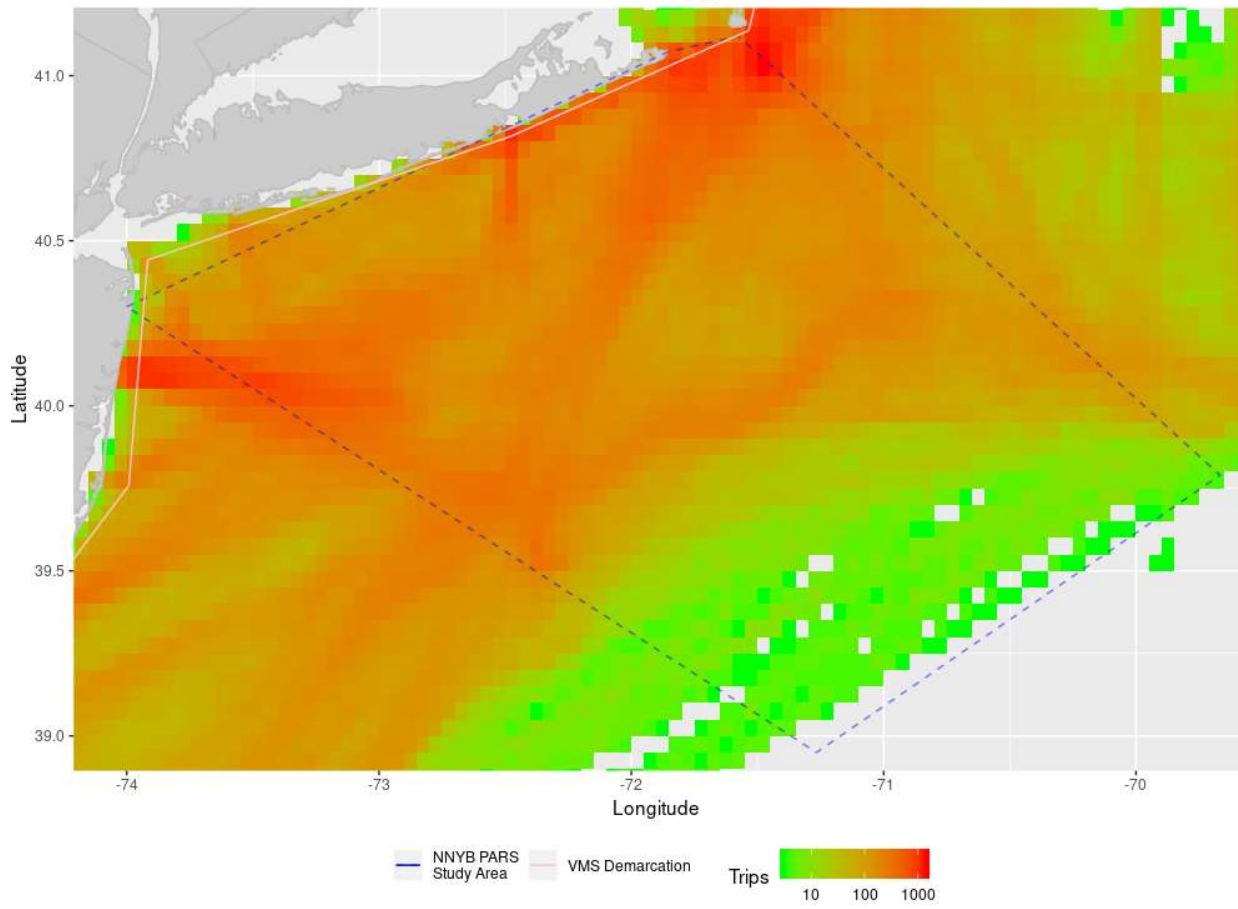 41.0
40.5
40.0
39.5
39.0
Latitude
-74
-73
-72
-71
-70
Longitude
NNYB PARS
Study Area
VMS Demarcation
Trips
10
100
1000